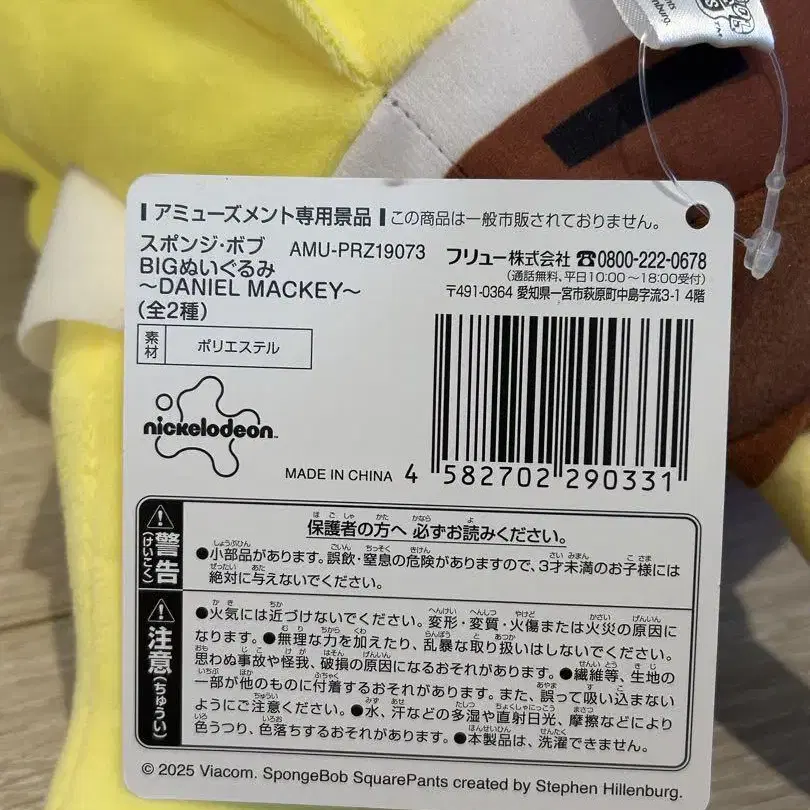 アミューズメント専用景品 この商品は一般市販されておりません。
スポンジ・ボブ AMU-PRZ19073
BIGぬいぐるみ
～DANIEL MACKEY～
(全2種)
フリュー株式会社 ☎0800-222-0678
(通話無料、平日10:00～18:00受付)
〒491-0364 愛知県一宮市萩原町中島字流3-1 4階
素材 ポリエステル
nickelodeon™
MADE IN CHINA
4 582702 290331
警告(けいこく)
保護者の方へ 必ずお読みください。
●小部品があります。誤飲・窒息の危険がありますので、3才未満のお子様には
絶対に与えないでください。
注意(ちゅうい)
●火気には近づけないでください。変形・変質・火傷または火災の原因に
なります。●無理な力を加えたり、乱暴な取り扱いはしないでください。
思わぬ事故や怪我、破損の原因になるおそれがあります。●繊維等、生地の
一部が他のものに付着するおそれがあります。また、誤って吸い込まない
ようにご注意ください。●水、汗などの多湿や直射日光、摩擦などにより
色うつり、色落ちするおそれがあります。●本製品は、洗濯できません。
© 2025 Viacom. SpongeBob SquarePants created by Stephen Hillenburg.